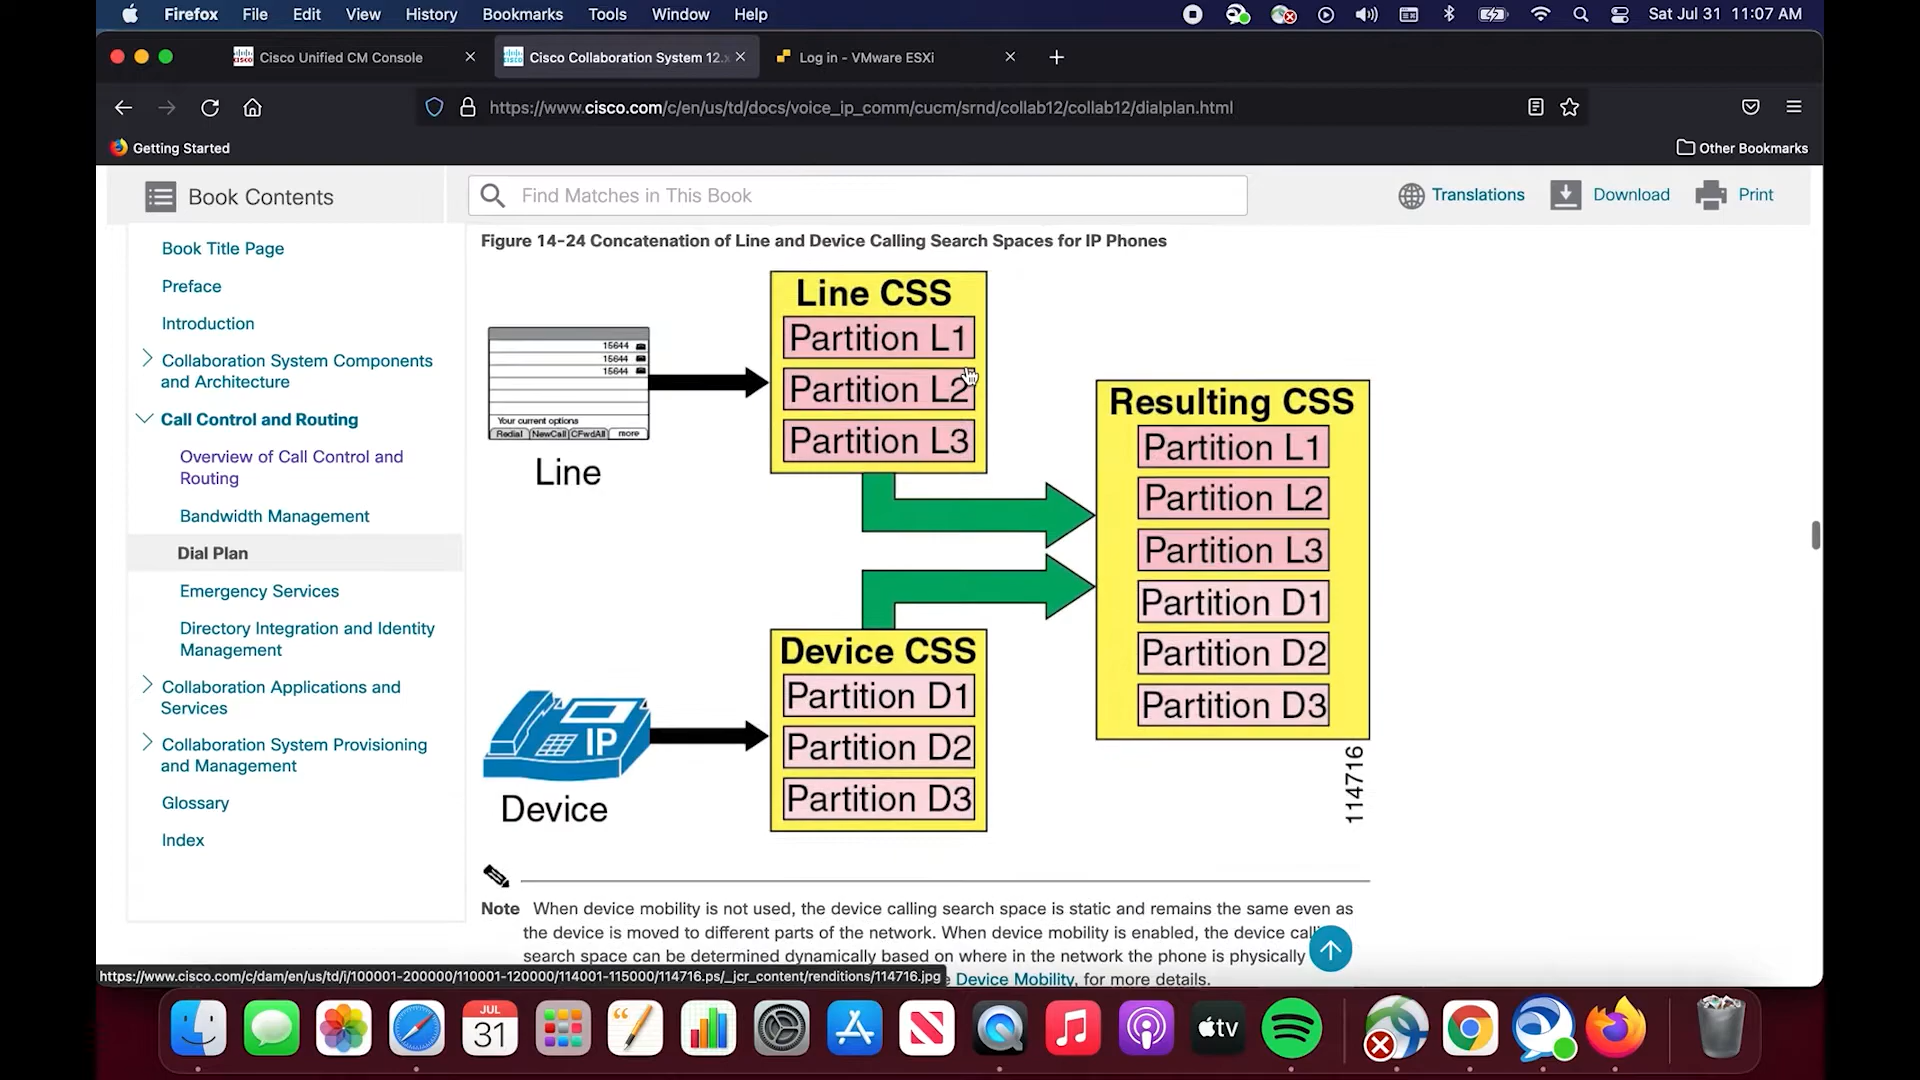 Firefox File Edit View History Bookmarks Tools Window Help Sat Jul 31 11:07 AM
Cisco Unified CM Console Cisco Collaboration System 12.x Log in - VMware ESXi
https://www.cisco.com/c/en/us/td/docs/voice_ip_comm/cucm/srnd/collab12/collab12/dialplan.html
Getting Started Other Bookmarks
Book Contents Find Matches in This Book Translations Download Print
Book Title Page
Preface
Introduction
Collaboration System Components
and Architecture
Call Control and Routing
Overview of Call Control and
Routing
Bandwidth Management
Dial Plan
Emergency Services
Directory Integration and Identity
Management
Collaboration Applications and
Services
Collaboration System Provisioning
and Management
Glossary
Index
Figure 14-24 Concatenation of Line and Device Calling Search Spaces for IP Phones
15644
15644
15644
Your current options
Redial NewCall CFwdAll more
Line
Line CSS
Partition L1
Partition L2
Partition L3
IP
Device
Device CSS
Partition D1
Partition D2
Partition D3
Resulting CSS
Partition L1
Partition L2
Partition L3
Partition D1
Partition D2
Partition D3
114716
Note When device mobility is not used, the device calling search space is static and remains the same even as
the device is moved to different parts of the network. When device mobility is enabled, the device
search space can be determined dynamically based on where in the network the phone is physically
Device Mobility, for more details.
https://www.cisco.com/c/dam/en/us/td/i/100001-200000/110001-120000/114001-115000/114716.ps/_jcr_content/renditions/114716.jpg
JUL
31
tv